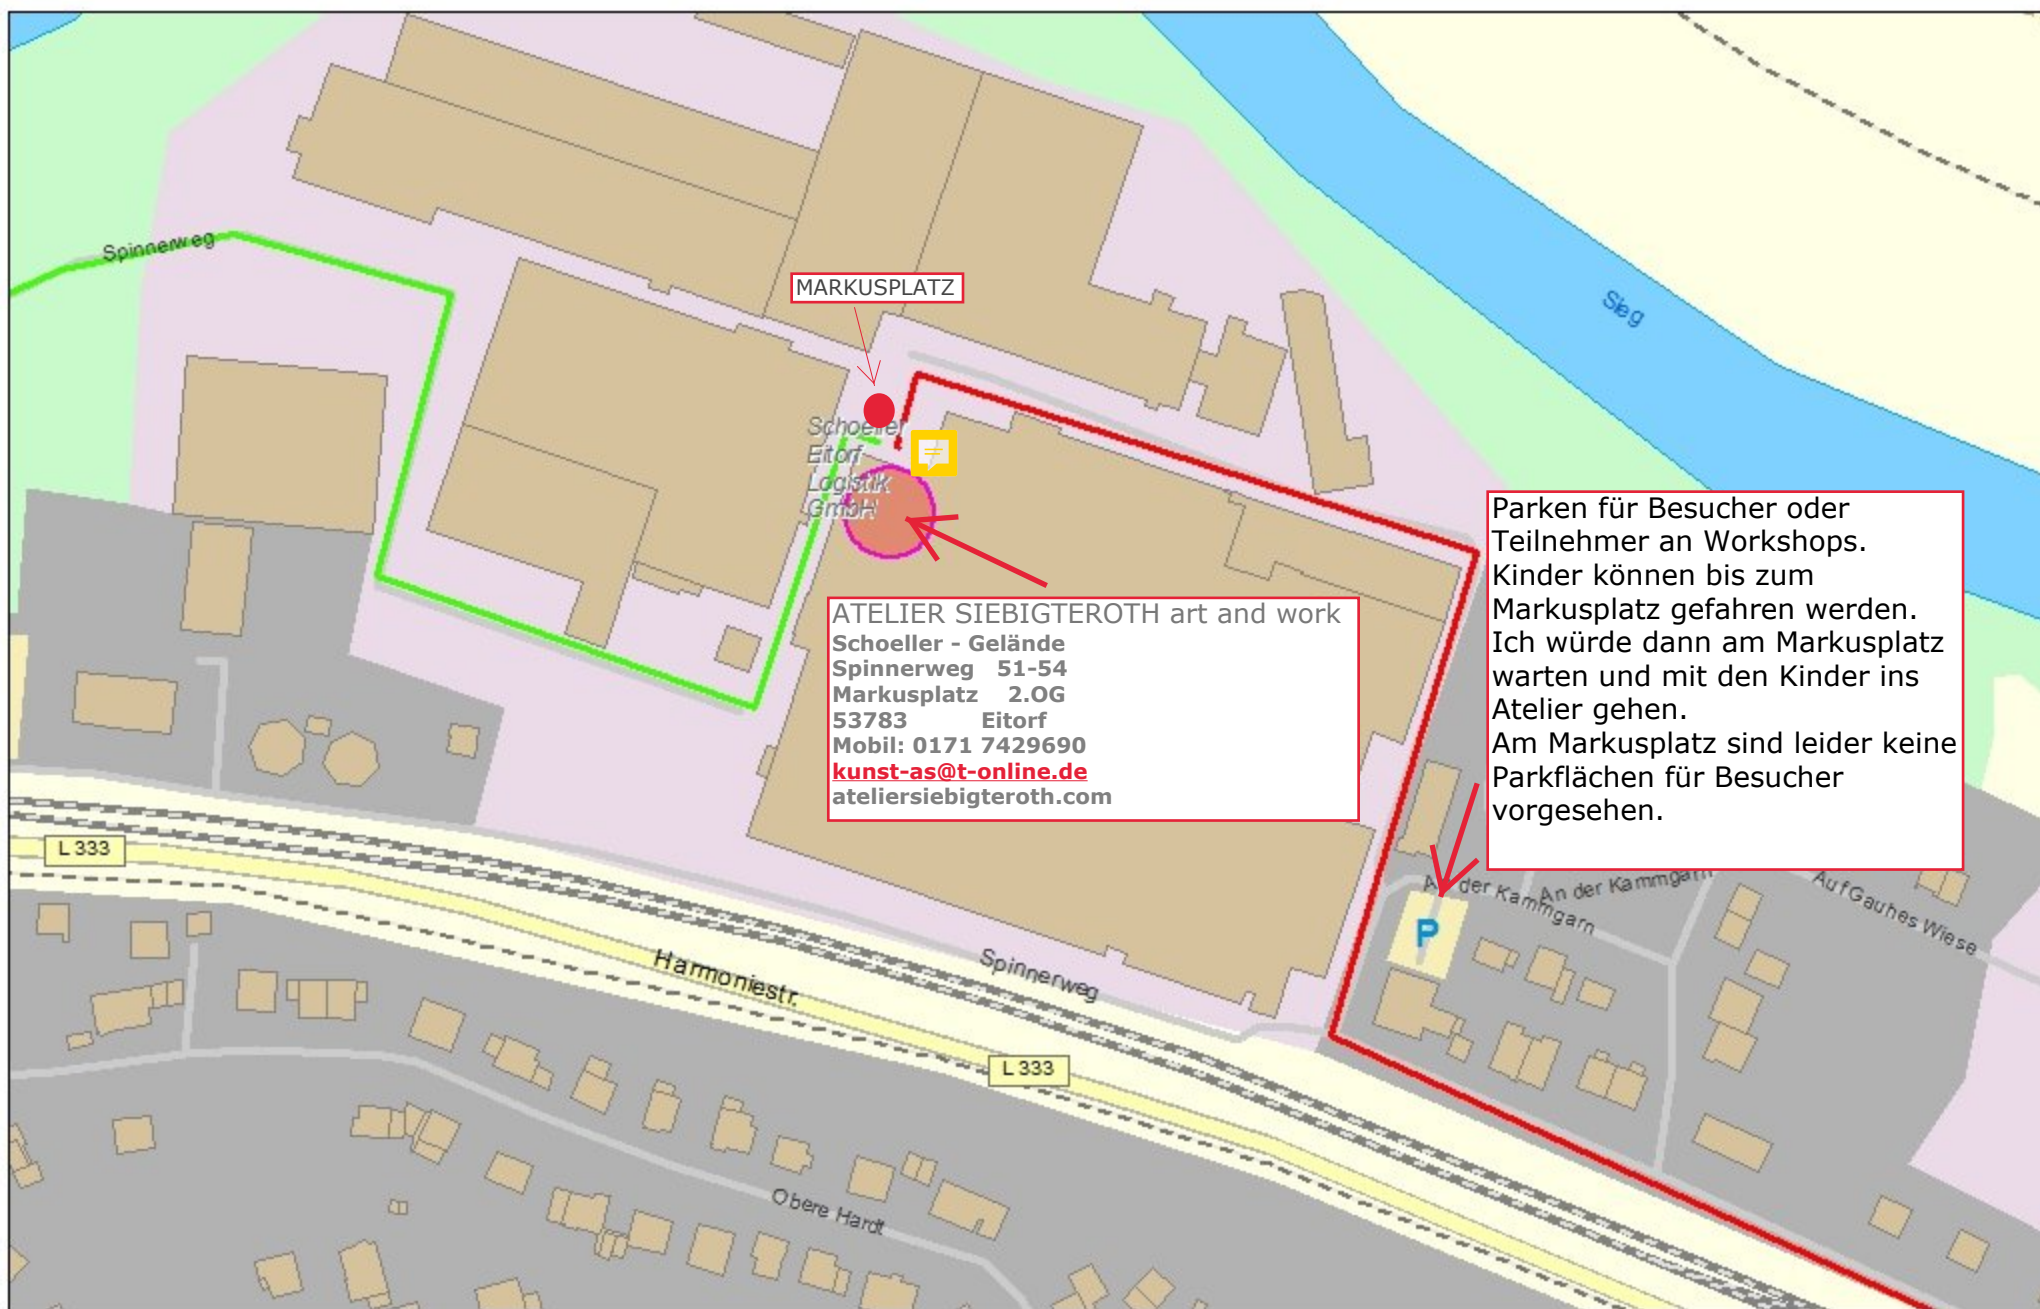 Spinnerweg
MARKUSPLATZ
Sieg
Schoeller
Eitorf
Logistik
GmbH
Parken für Besucher oder
Teilnehmer an Workshops.
Kinder können bis zum
Markusplatz gefahren werden.
Ich würde dann am Markusplatz
warten und mit den Kinder ins
Atelier gehen.
Am Markusplatz sind leider keine
Parkflächen für Besucher
vorgesehen.
ATELIER SIEBIGTEROTH art and work
Schoeller - Gelände
Spinnerweg 51-54
Markusplatz 2.OG
53783 Eitorf
Mobil: 0171 7429690
kunst-as@t-online.de
ateliersiebigteroth.com
L 333
An der Kammgarn
An der Kammgarn
Auf Gauhes Wiese
P
Harmoniestr.
Spinnerweg
L 333
Obere Hardt